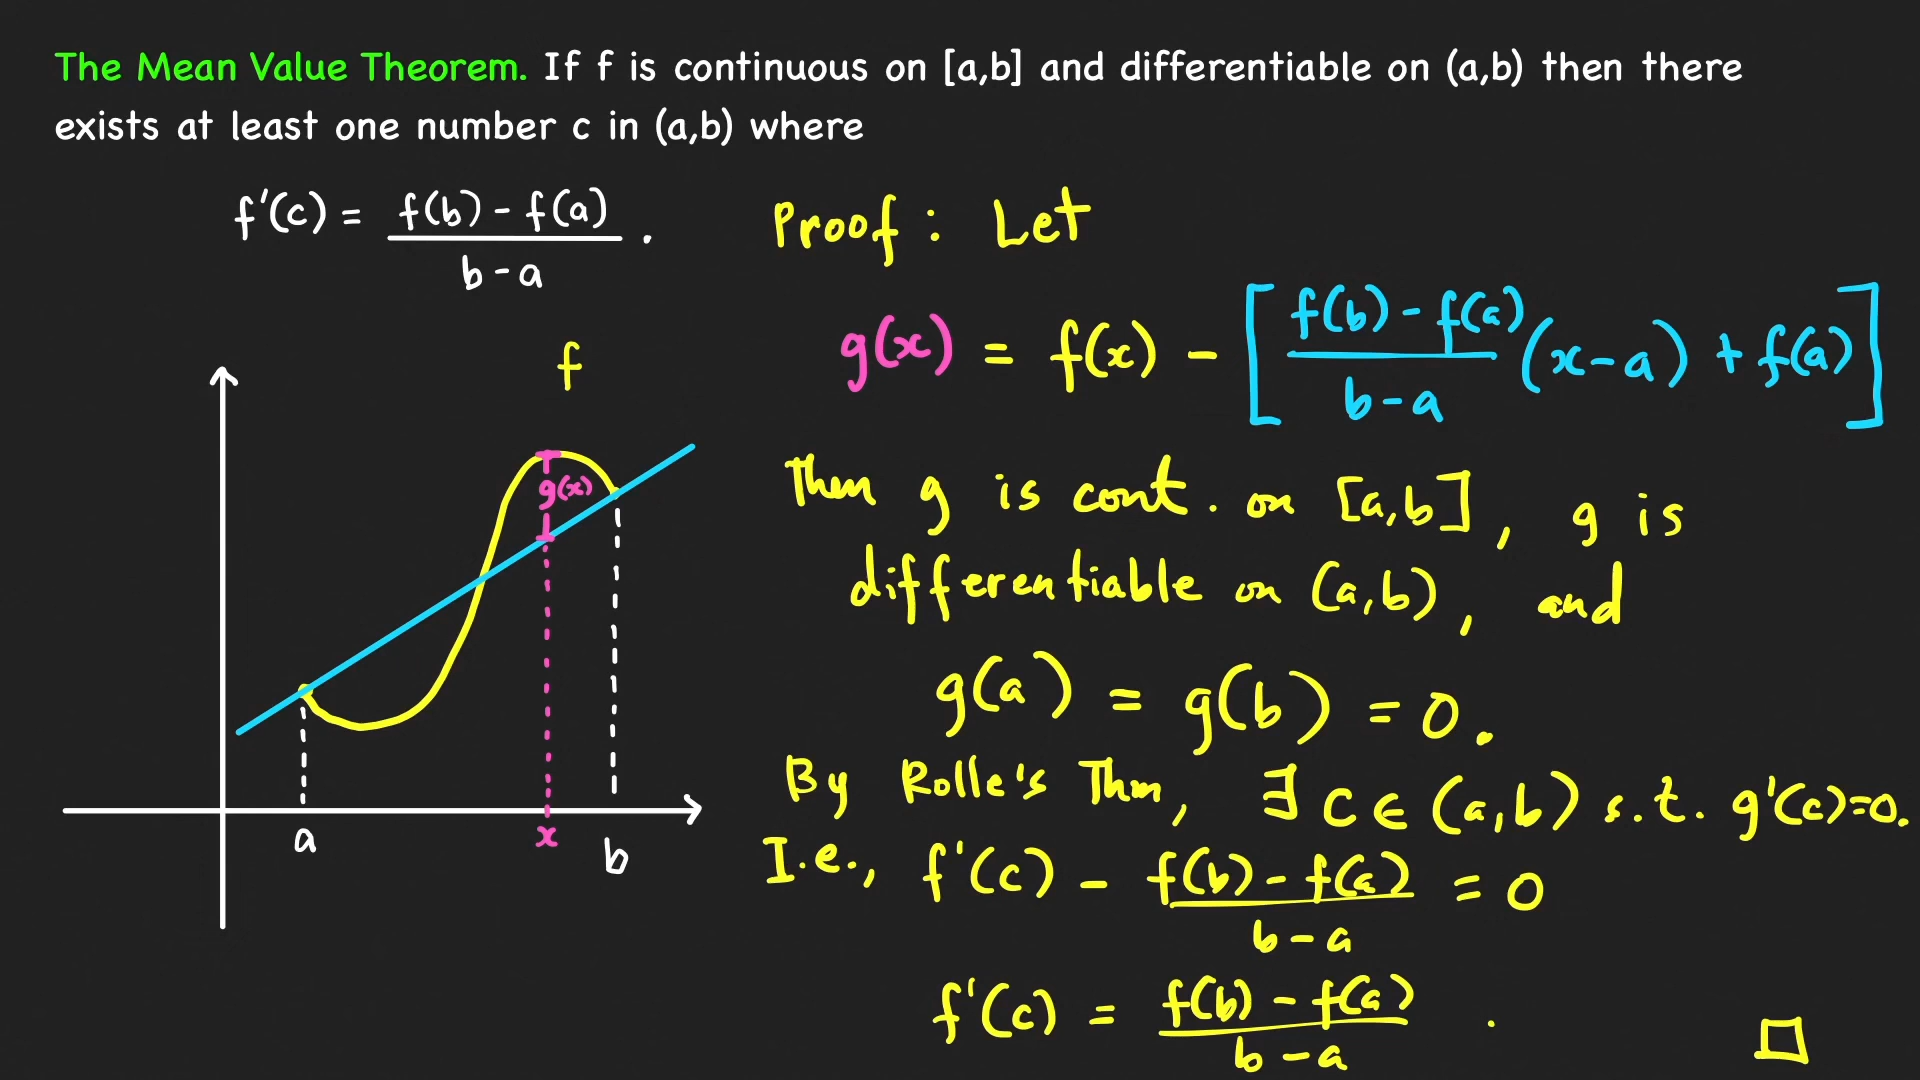 The Mean Value Theorem. If f is continuous on [a,b] and differentiable on (a,b) then there
exists at least one number c in (a,b) where
f'(c) = f(b) - f(a) / b - a .
f
g(x)
a x b
Proof : Let
g(x) = f(x) - [ f(b) - f(a) / b - a (x - a) + f(a) ]
Then g is cont. on [a,b], g is
differentiable on (a,b), and
g(a) = g(b) = 0.
By Rolle's Thm, ∃ c ∈ (a,b) s.t. g'(c)=0.
I.e., f'(c) - f(b) - f(a) / b - a = 0
f'(c) = f(b) - f(a) / b - a . □